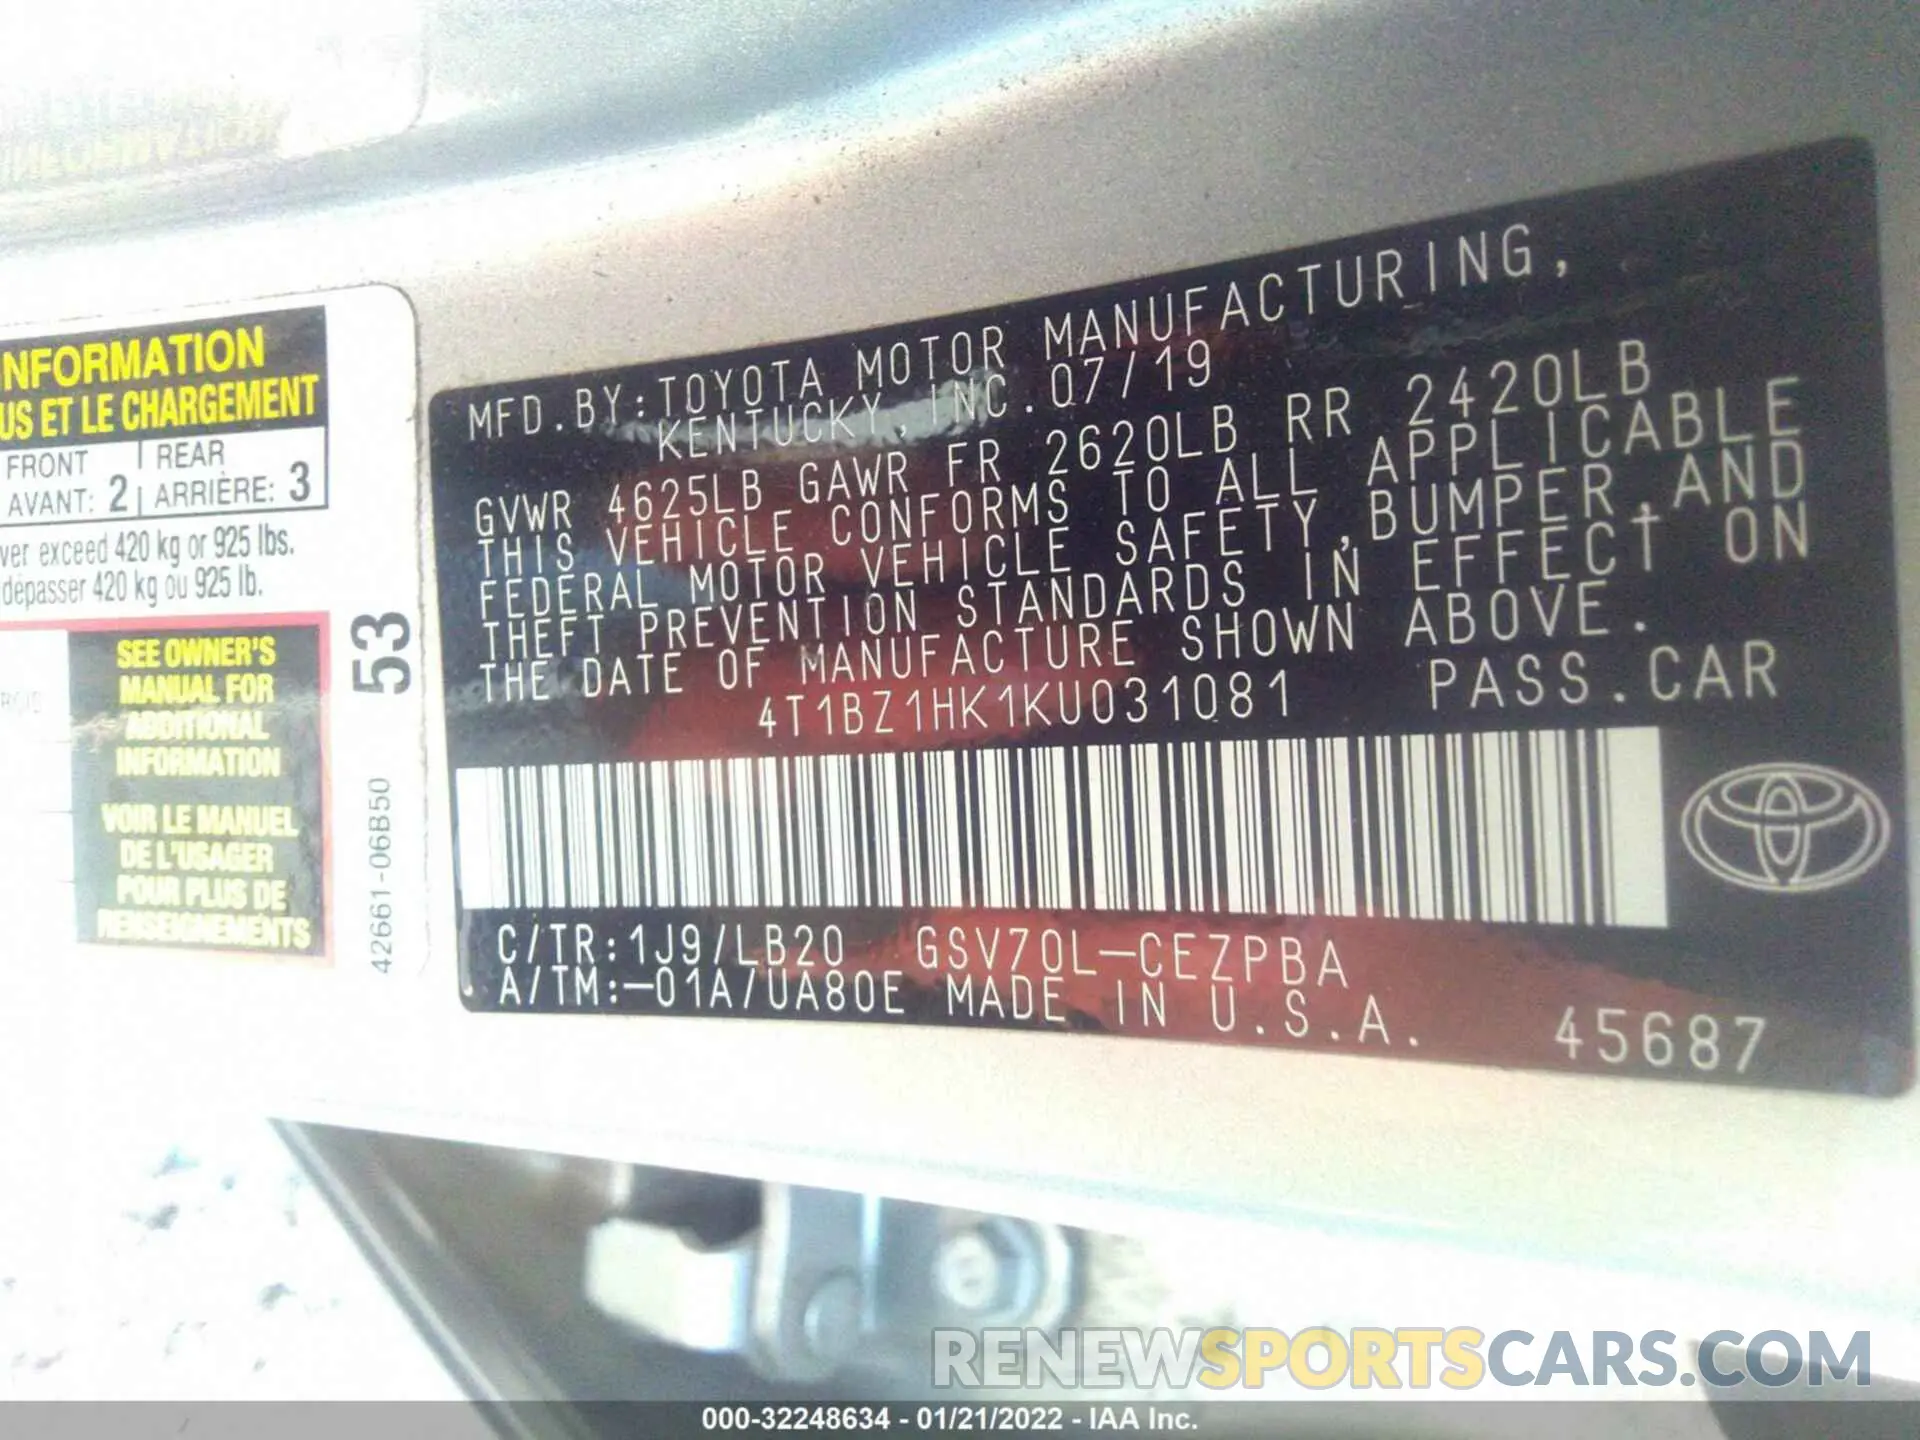 NFORMATION
US ET LE CHARGEMENT
FRONT
AVANT: 2
REAR
ARRIÈRE: 3
ver exceed 420 kg or 925 lbs.
dépasser 420 kg ou 925 lb.
SEE OWNER'S
MANUAL FOR
ADDITIONAL
INFORMATION
VOIR LE MANUEL
DE L'USAGER
POUR PLUS DE
RENSEIGNEMENTS
53
42661-06B50
MFD.BY:TOYOTA MOTOR MANUFACTURING,
KENTUCKY, INC. 07/19
GVWR 4625LB GAWR FR 2620LB RR 2420LB
THIS VEHICLE CONFORMS TO ALL APPLICABLE
FEDERAL MOTOR VEHICLE SAFETY,BUMPER,AND
THEFT PREVENTION STANDARDS IN EFFECT ON
THE DATE OF MANUFACTURE SHOWN ABOVE.
4T1BZ1HK1KU031081 PASS.CAR
C/TR:1J9/LB20 GSV70L-CEZPBA
A/TM:-01A/UA80E MADE IN U.S.A.
45687
RENEWSPORTSCARS.COM
000-32248634 - 01/21/2022 - IAA Inc.